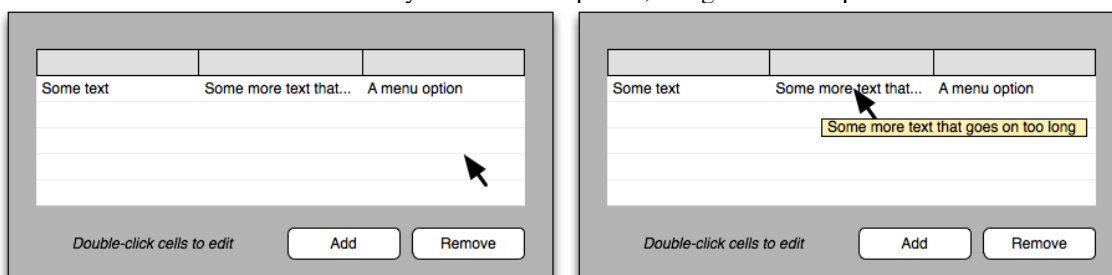 Some text Some more text that... A menu option
Double-click cells to edit Add Remove
Some text Some more text that... A menu option
Some more text that goes on too long
Double-click cells to edit Add Remove